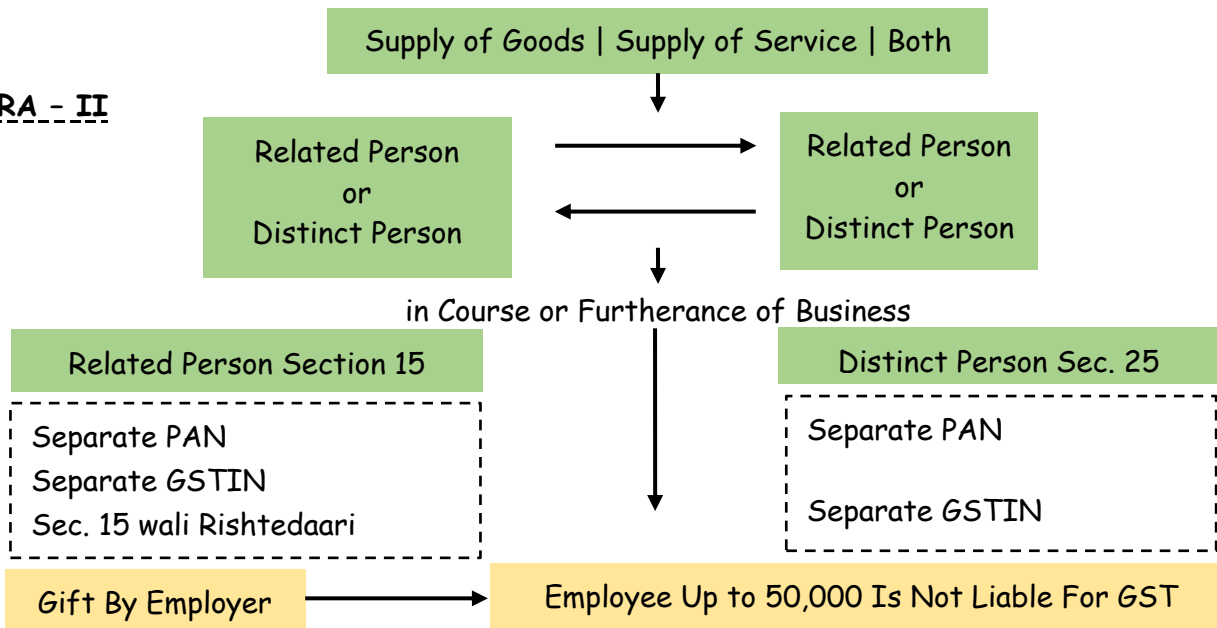 Supply of Goods | Supply of Service | Both
RA – II
Related Person
or
Distinct Person
Related Person
or
Distinct Person
in Course or Furtherance of Business
Related Person Section 15
Distinct Person Sec. 25
Separate PAN
Separate GSTIN
Sec. 15 wali Rishtedaari
Separate PAN
Separate GSTIN
Gift By Employer
Employee Up to 50,000 Is Not Liable For GST